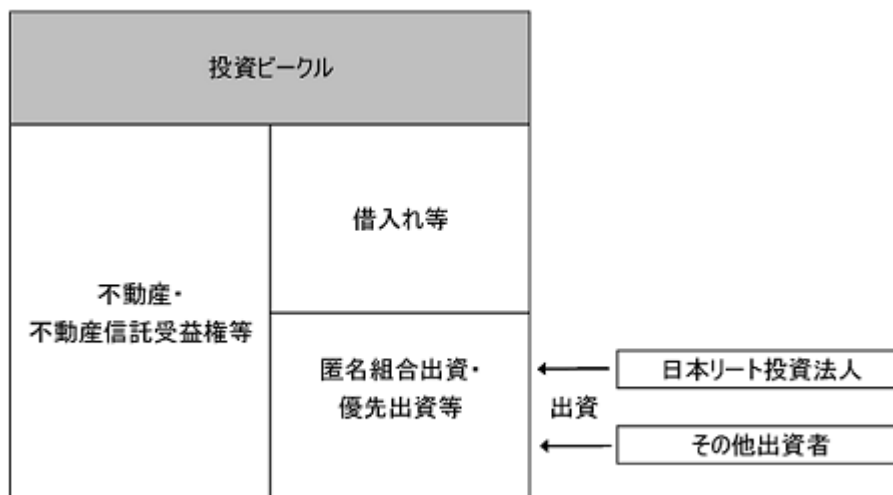 投資ビークル
不動産・
不動産信託受益権等
借入れ等
匿名組合出資・
優先出資等
出資
日本リート投資法人
その他出資者